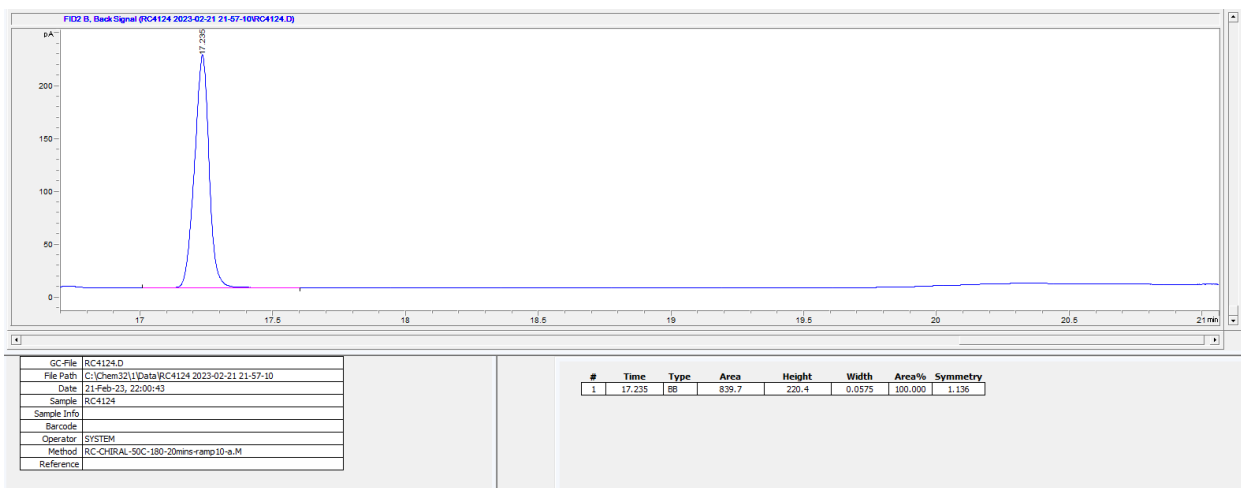 FID2 B, Back Signal (RC4124 2023-02-21 21-57-10\RC4124.D)
pA
17.235
200
150
100
50
0
17 17.5 18 18.5 19 19.5 20 20.5 21 min
GC-File RC4124.D
File Path C:\Chem32\1\Data\RC4124 2023-02-21 21-57-10
Date 21-Feb-23, 22:00:43
Sample RC4124
Sample Info
Barcode
Operator SYSTEM
Method RC-CHIRAL-50C-180-20mins-ramp10-a.M
Reference
# Time Type Area Height Width Area% Symmetry
1 17.235 BB 839.7 220.4 0.0575 100.000 1.136